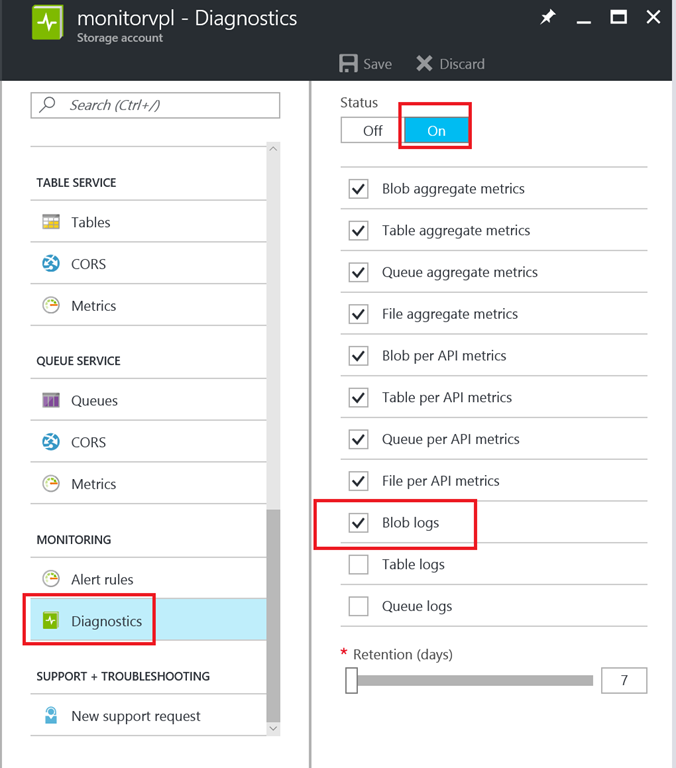 monitorvpl - Diagnostics
Storage account
Save
Discard
Search (Ctrl+/)
TABLE SERVICE
Tables
CORS
Metrics
QUEUE SERVICE
Queues
CORS
Metrics
MONITORING
Alert rules
Diagnostics
SUPPORT + TROUBLESHOOTING
New support request
Status
Off
On
Blob aggregate metrics
Table aggregate metrics
Queue aggregate metrics
File aggregate metrics
Blob per API metrics
Table per API metrics
Queue per API metrics
File per API metrics
Blob logs
Table logs
Queue logs
* Retention (days)
7